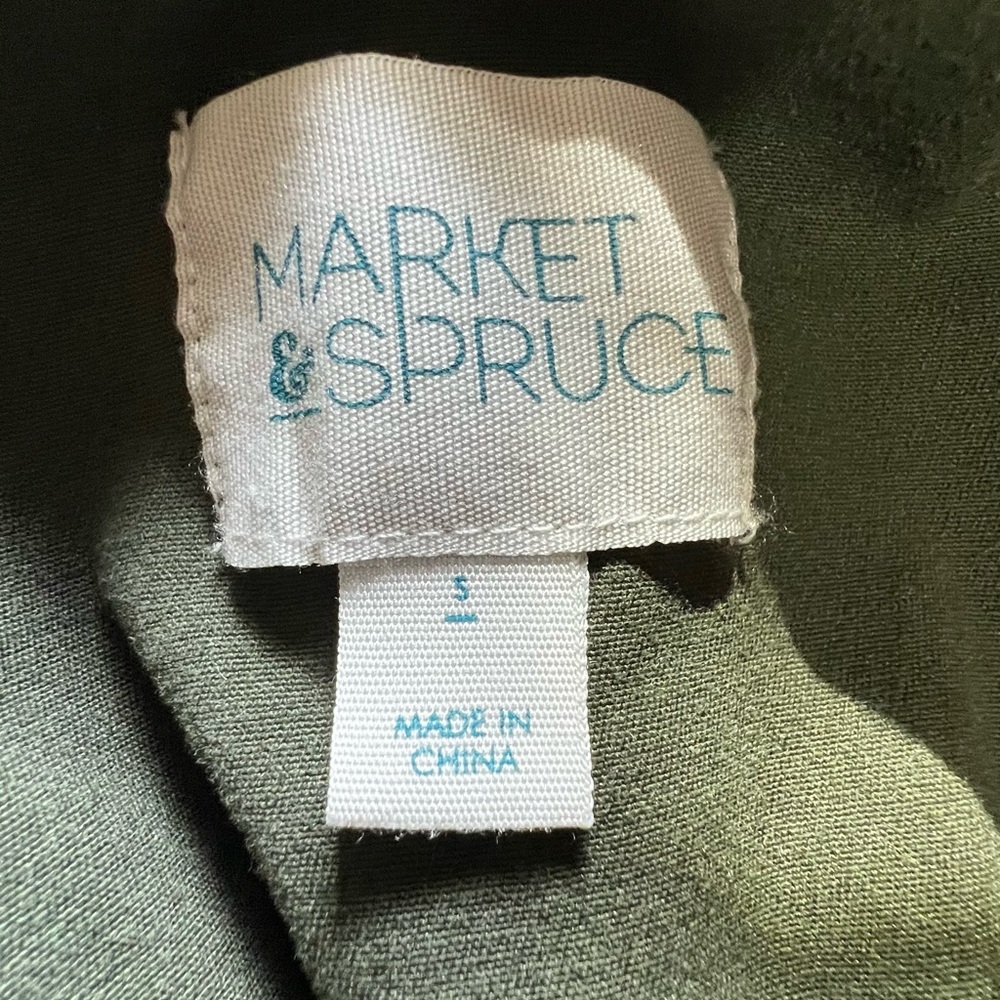 MARKET
& SPRUCE
S
MADE IN
CHINA